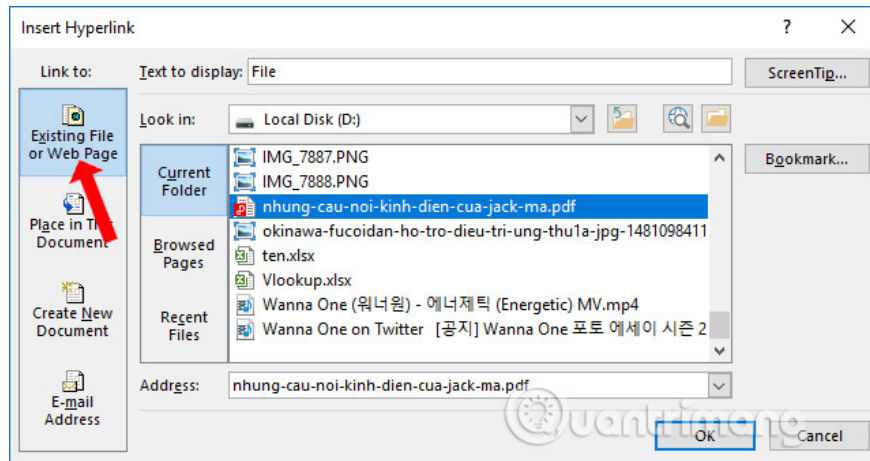 Insert Hyperlink
? ×
Link to:
Text to display: File
ScreenTip...
Existing File
or Web Page
Look in: Local Disk (D:)
Bookmark...
Place in This
Document
Create New
Document
E-mail
Address
Current
Folder
Browsed
Pages
Recent
Files
IMG_7887.PNG
IMG_7888.PNG
nhung-cau-noi-kinh-dien-cua-jack-ma.pdf
okinawa-fucoidan-ho-tro-dieu-tri-ung-thu1a-jpg-1481098411
ten.xlsx
Vlookup.xlsx
Wanna One (워너원) - 에너제틱 (Energetic) MV.mp4
Wanna One on Twitter [공지] Wanna One 포토 에세이 시즌 2
Address: nhung-cau-noi-kinh-dien-cua-jack-ma.pdf
Quantrimang
OK
Cancel